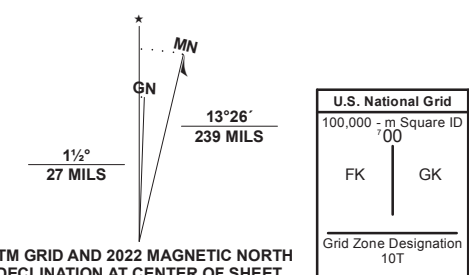 ★
MN
GN
13°26´
239 MILS
1½°
27 MILS
TM GRID AND 2022 MAGNETIC NORTH
DECLINATION AT CENTER OF SHEET
U.S. National Grid
100,000 - m Square ID
⁷00
FK GK
Grid Zone Designation
10T